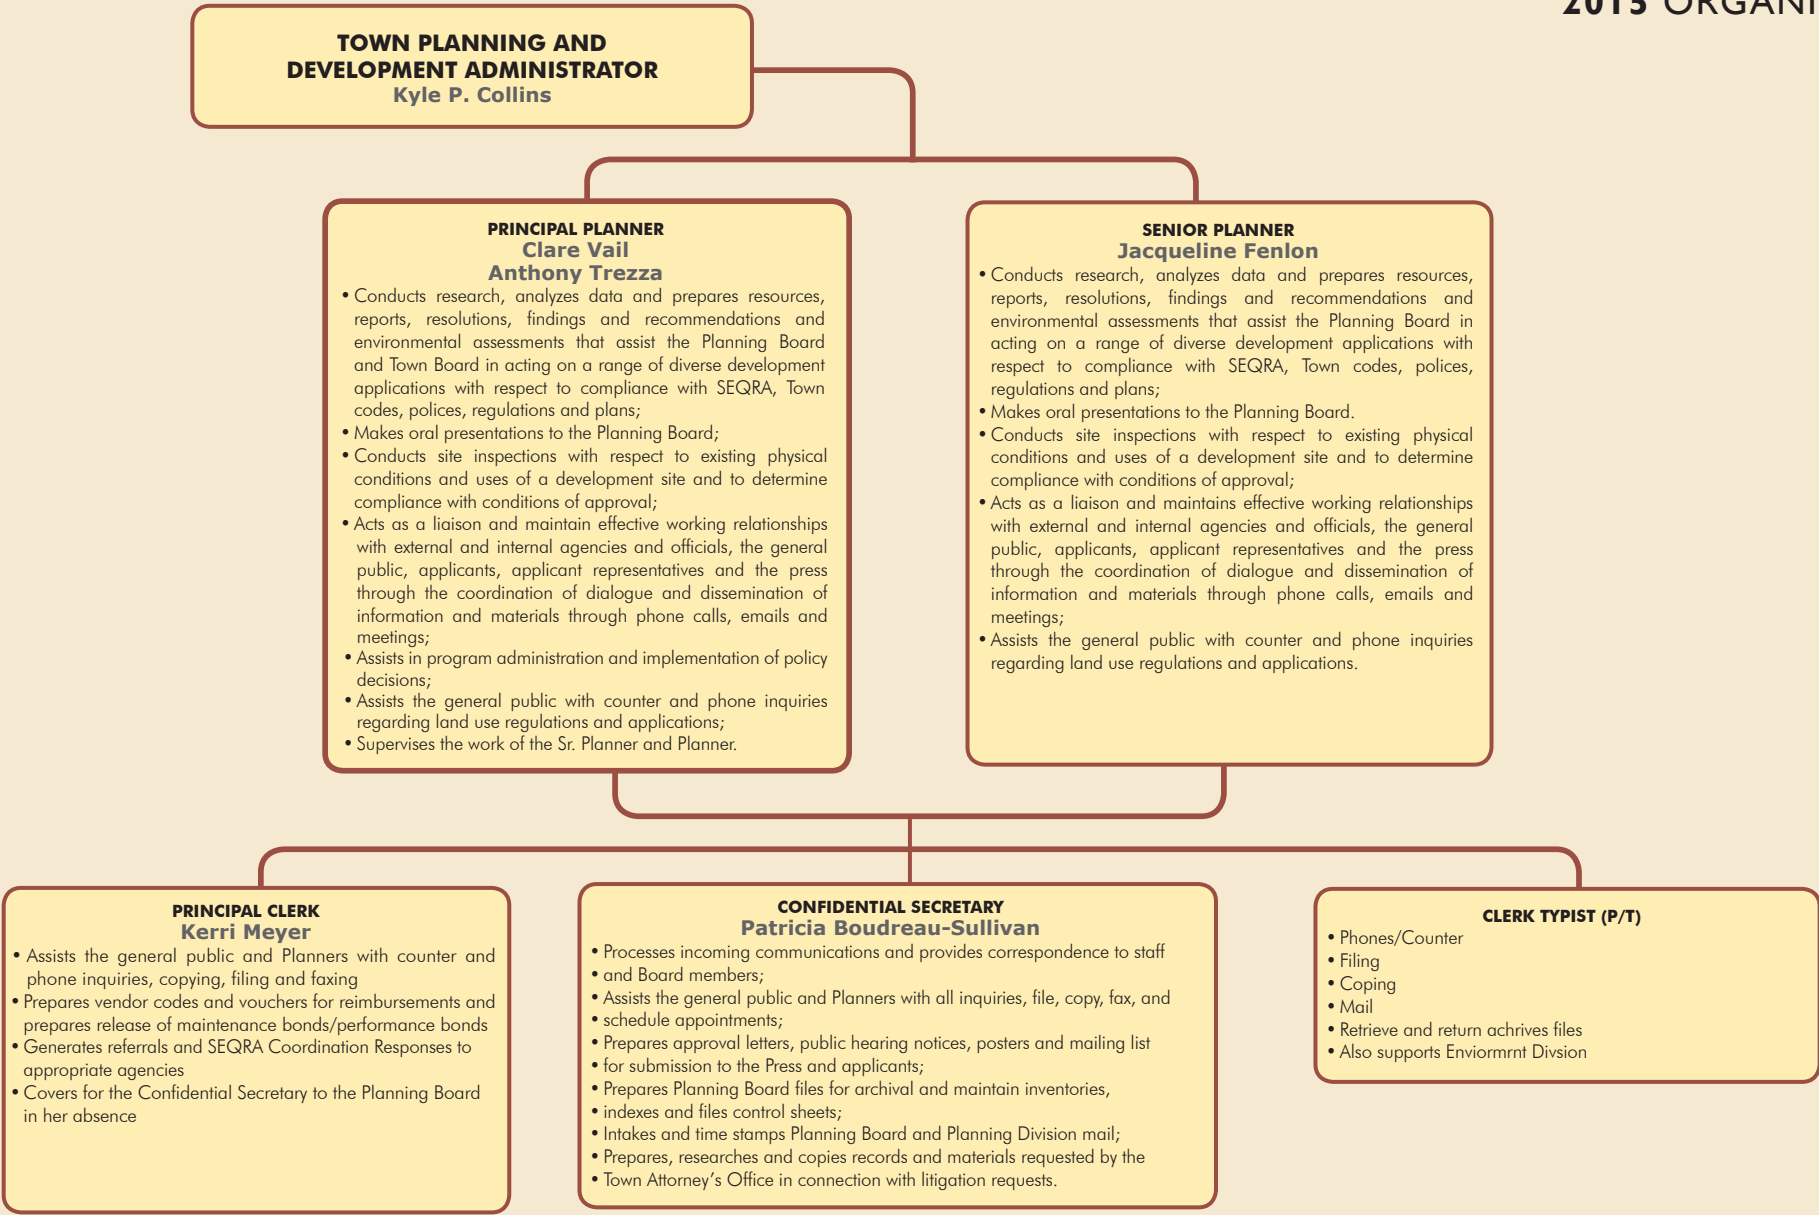 2015 ORGANI
TOWN PLANNING AND
DEVELOPMENT ADMINISTRATOR
Kyle P. Collins
PRINCIPAL PLANNER
Clare Vail
Anthony Trezza
• Conducts research, analyzes data and prepares resources,
reports, resolutions, findings and recommendations and
environmental assessments that assist the Planning Board
and Town Board in acting on a range of diverse development
applications with respect to compliance with SEQRA, Town
codes, polices, regulations and plans;
• Makes oral presentations to the Planning Board;
• Conducts site inspections with respect to existing physical
conditions and uses of a development site and to determine
compliance with conditions of approval;
• Acts as a liaison and maintain effective working relationships
with external and internal agencies and officials, the general
public, applicants, applicant representatives and the press
through the coordination of dialogue and dissemination of
information and materials through phone calls, emails and
meetings;
• Assists in program administration and implementation of policy
decisions;
• Assists the general public with counter and phone inquiries
regarding land use regulations and applications;
• Supervises the work of the Sr. Planner and Planner.
SENIOR PLANNER
Jacqueline Fenlon
• Conducts research, analyzes data and prepares resources,
reports, resolutions, findings and recommendations and
environmental assessments that assist the Planning Board in
acting on a range of diverse development applications with
respect to compliance with SEQRA, Town codes, polices,
regulations and plans;
• Makes oral presentations to the Planning Board.
• Conducts site inspections with respect to existing physical
conditions and uses of a development site and to determine
compliance with conditions of approval;
• Acts as a liaison and maintains effective working relationships
with external and internal agencies and officials, the general
public, applicants, applicant representatives and the press
through the coordination of dialogue and dissemination of
information and materials through phone calls, emails and
meetings;
• Assists the general public with counter and phone inquiries
regarding land use regulations and applications.
PRINCIPAL CLERK
Kerri Meyer
• Assists the general public and Planners with counter and
phone inquiries, copying, filing and faxing
• Prepares vendor codes and vouchers for reimbursements and
prepares release of maintenance bonds/performance bonds
• Generates referrals and SEQRA Coordination Responses to
appropriate agencies
• Covers for the Confidential Secretary to the Planning Board
in her absence
CONFIDENTIAL SECRETARY
Patricia Boudreau-Sullivan
• Processes incoming communications and provides correspondence to staff
• and Board members;
• Assists the general public and Planners with all inquiries, file, copy, fax, and
• schedule appointments;
• Prepares approval letters, public hearing notices, posters and mailing list
• for submission to the Press and applicants;
• Prepares Planning Board files for archival and maintain inventories,
• indexes and files control sheets;
• Intakes and time stamps Planning Board and Planning Division mail;
• Prepares, researches and copies records and materials requested by the
• Town Attorney's Office in connection with litigation requests.
CLERK TYPIST (P/T)
• Phones/Counter
• Filing
• Coping
• Mail
• Retrieve and return achrives files
• Also supports Enviormrnt Divsion